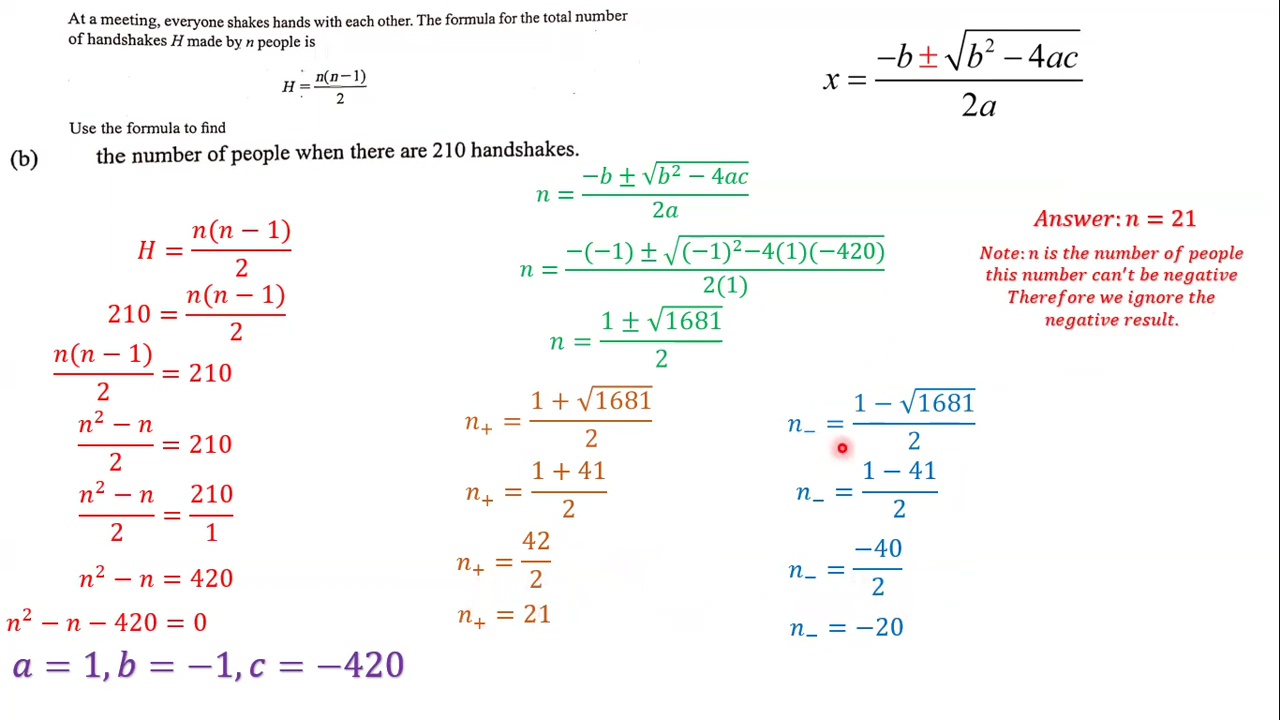 At a meeting, everyone shakes hands with each other. The formula for the total number
of handshakes H made by n people is
H = n(n−1)/2
Use the formula to find
(b) the number of people when there are 210 handshakes.
x = (−b ± √(b² − 4ac))/2a
H = n(n − 1)/2
210 = n(n − 1)/2
n(n − 1)/2 = 210
(n² − n)/2 = 210
(n² − n)/2 = 210/1
n² − n = 420
n² − n − 420 = 0
a = 1, b = −1, c = −420
n = (−b ± √(b² − 4ac))/2a
n = (−(−1) ± √((−1)²−4(1)(−420)))/2(1)
n = (1 ± √1681)/2
n₊ = (1 + √1681)/2
n₊ = (1 + 41)/2
n₊ = 42/2
n₊ = 21
n₋ = (1 − √1681)/2
n₋ = (1 − 41)/2
n₋ = −40/2
n₋ = −20
Answer: n = 21
Note: n is the number of people
this number can't be negative
Therefore we ignore the
negative result.